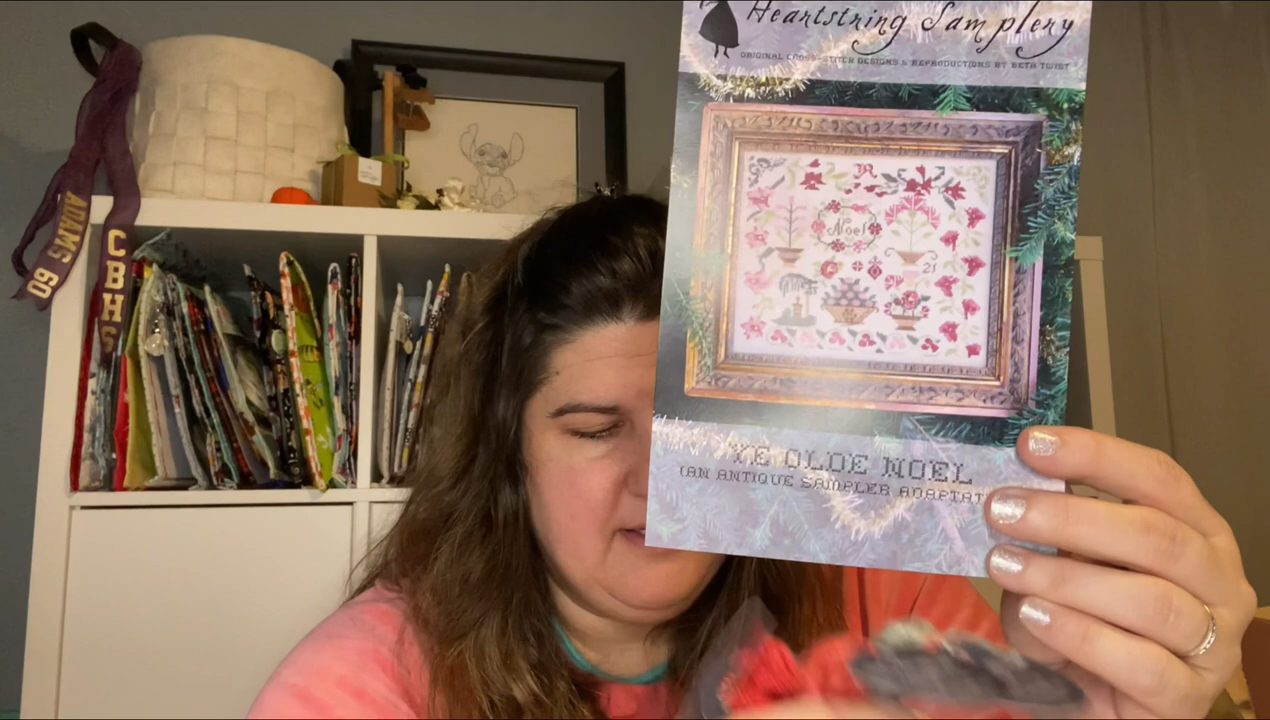 Heartstring Samplery
ORIGINAL CROSS-STITCH DESIGNS & REPRODUCTIONS BY BETH TWIST
Noel
21
YE OLDE NOEL
(AN ANTIQUE SAMPLER ADAPTAT
ADAMS 60
CBHS